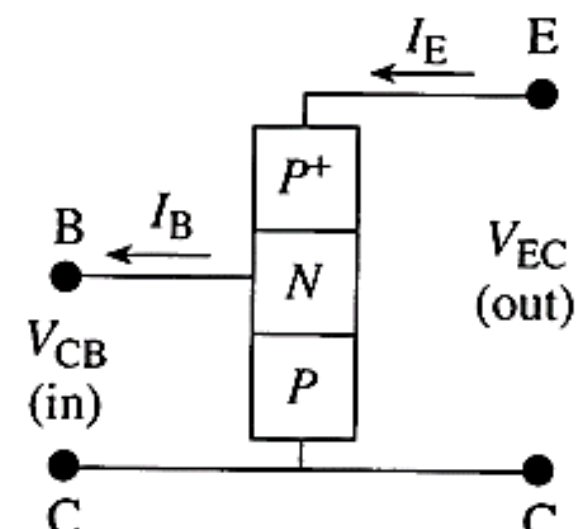 I_E E
P+
B I_B
N V_EC
(out)
V_CB
(in) P
C C